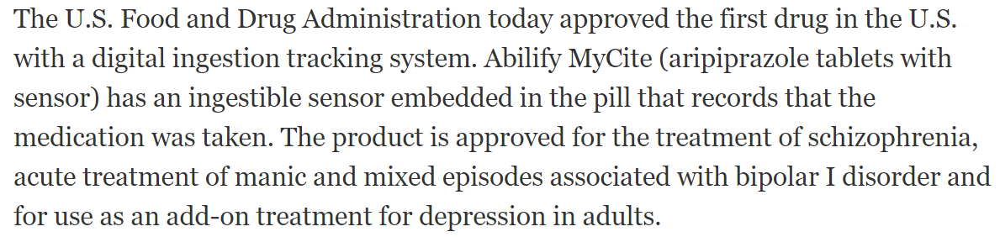 The U.S. Food and Drug Administration today approved the first drug in the U.S.
with a digital ingestion tracking system. Abilify MyCite (aripiprazole tablets with
sensor) has an ingestible sensor embedded in the pill that records that the
medication was taken. The product is approved for the treatment of schizophrenia,
acute treatment of manic and mixed episodes associated with bipolar I disorder and
for use as an add-on treatment for depression in adults.